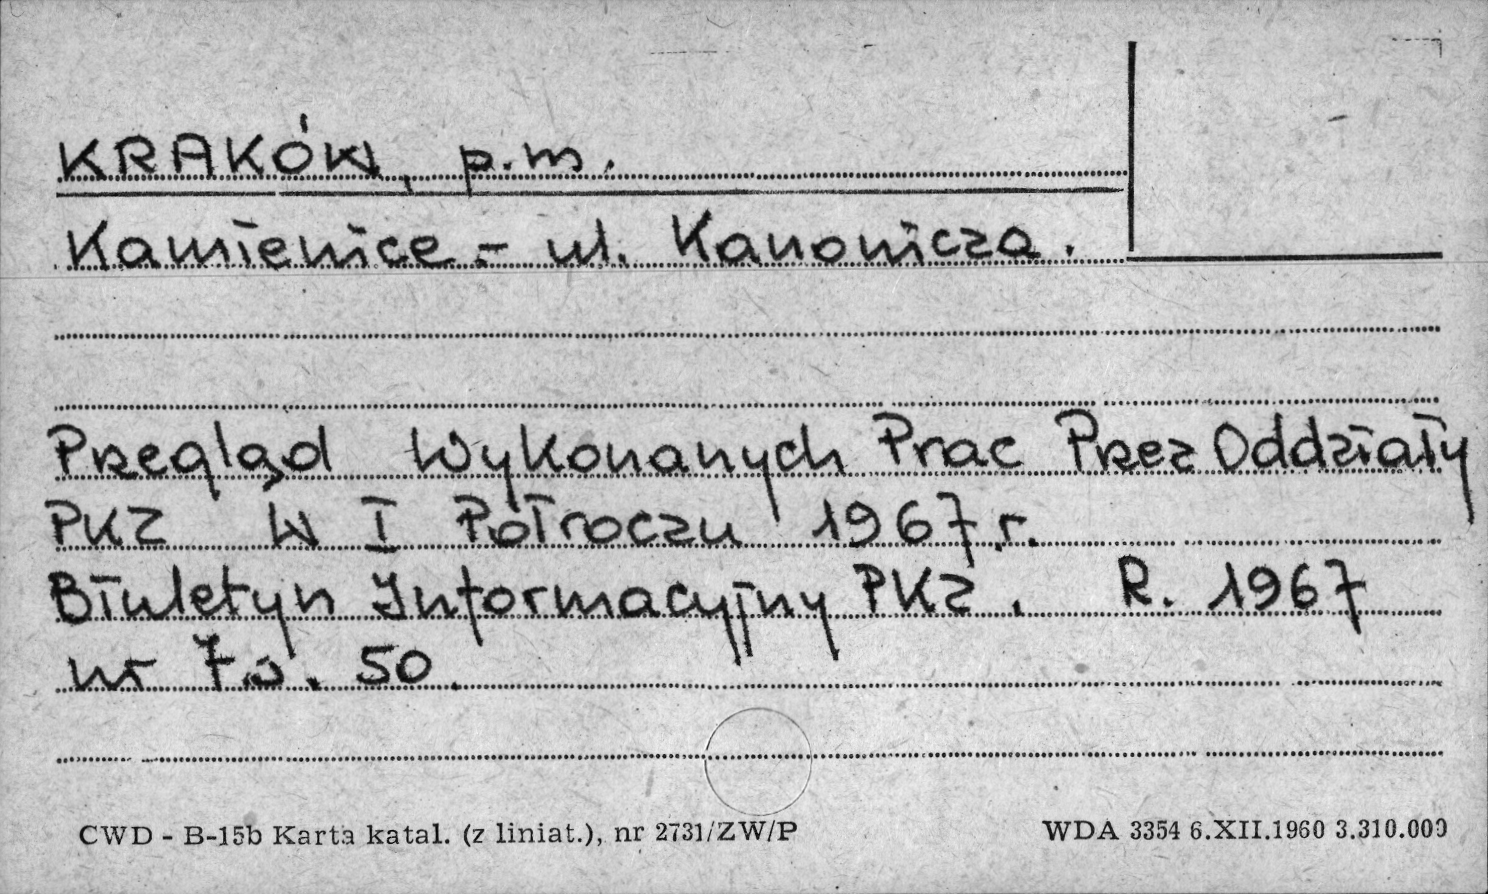 KRAKÓW, p.m.
Kamienice - ul. Kanonicza.
Przegląd Wykonanych Prac Przez Oddziały
PKZ W I Półroczu 1967 r.
Biuletyn Informacyjny PKZ. R. 1967
nr 7 . 50.
CWD - B-15b Karta katal. (z liniat.), nr 2731/ZW/P
WDA 3354 6.XII.1960 3.310.000